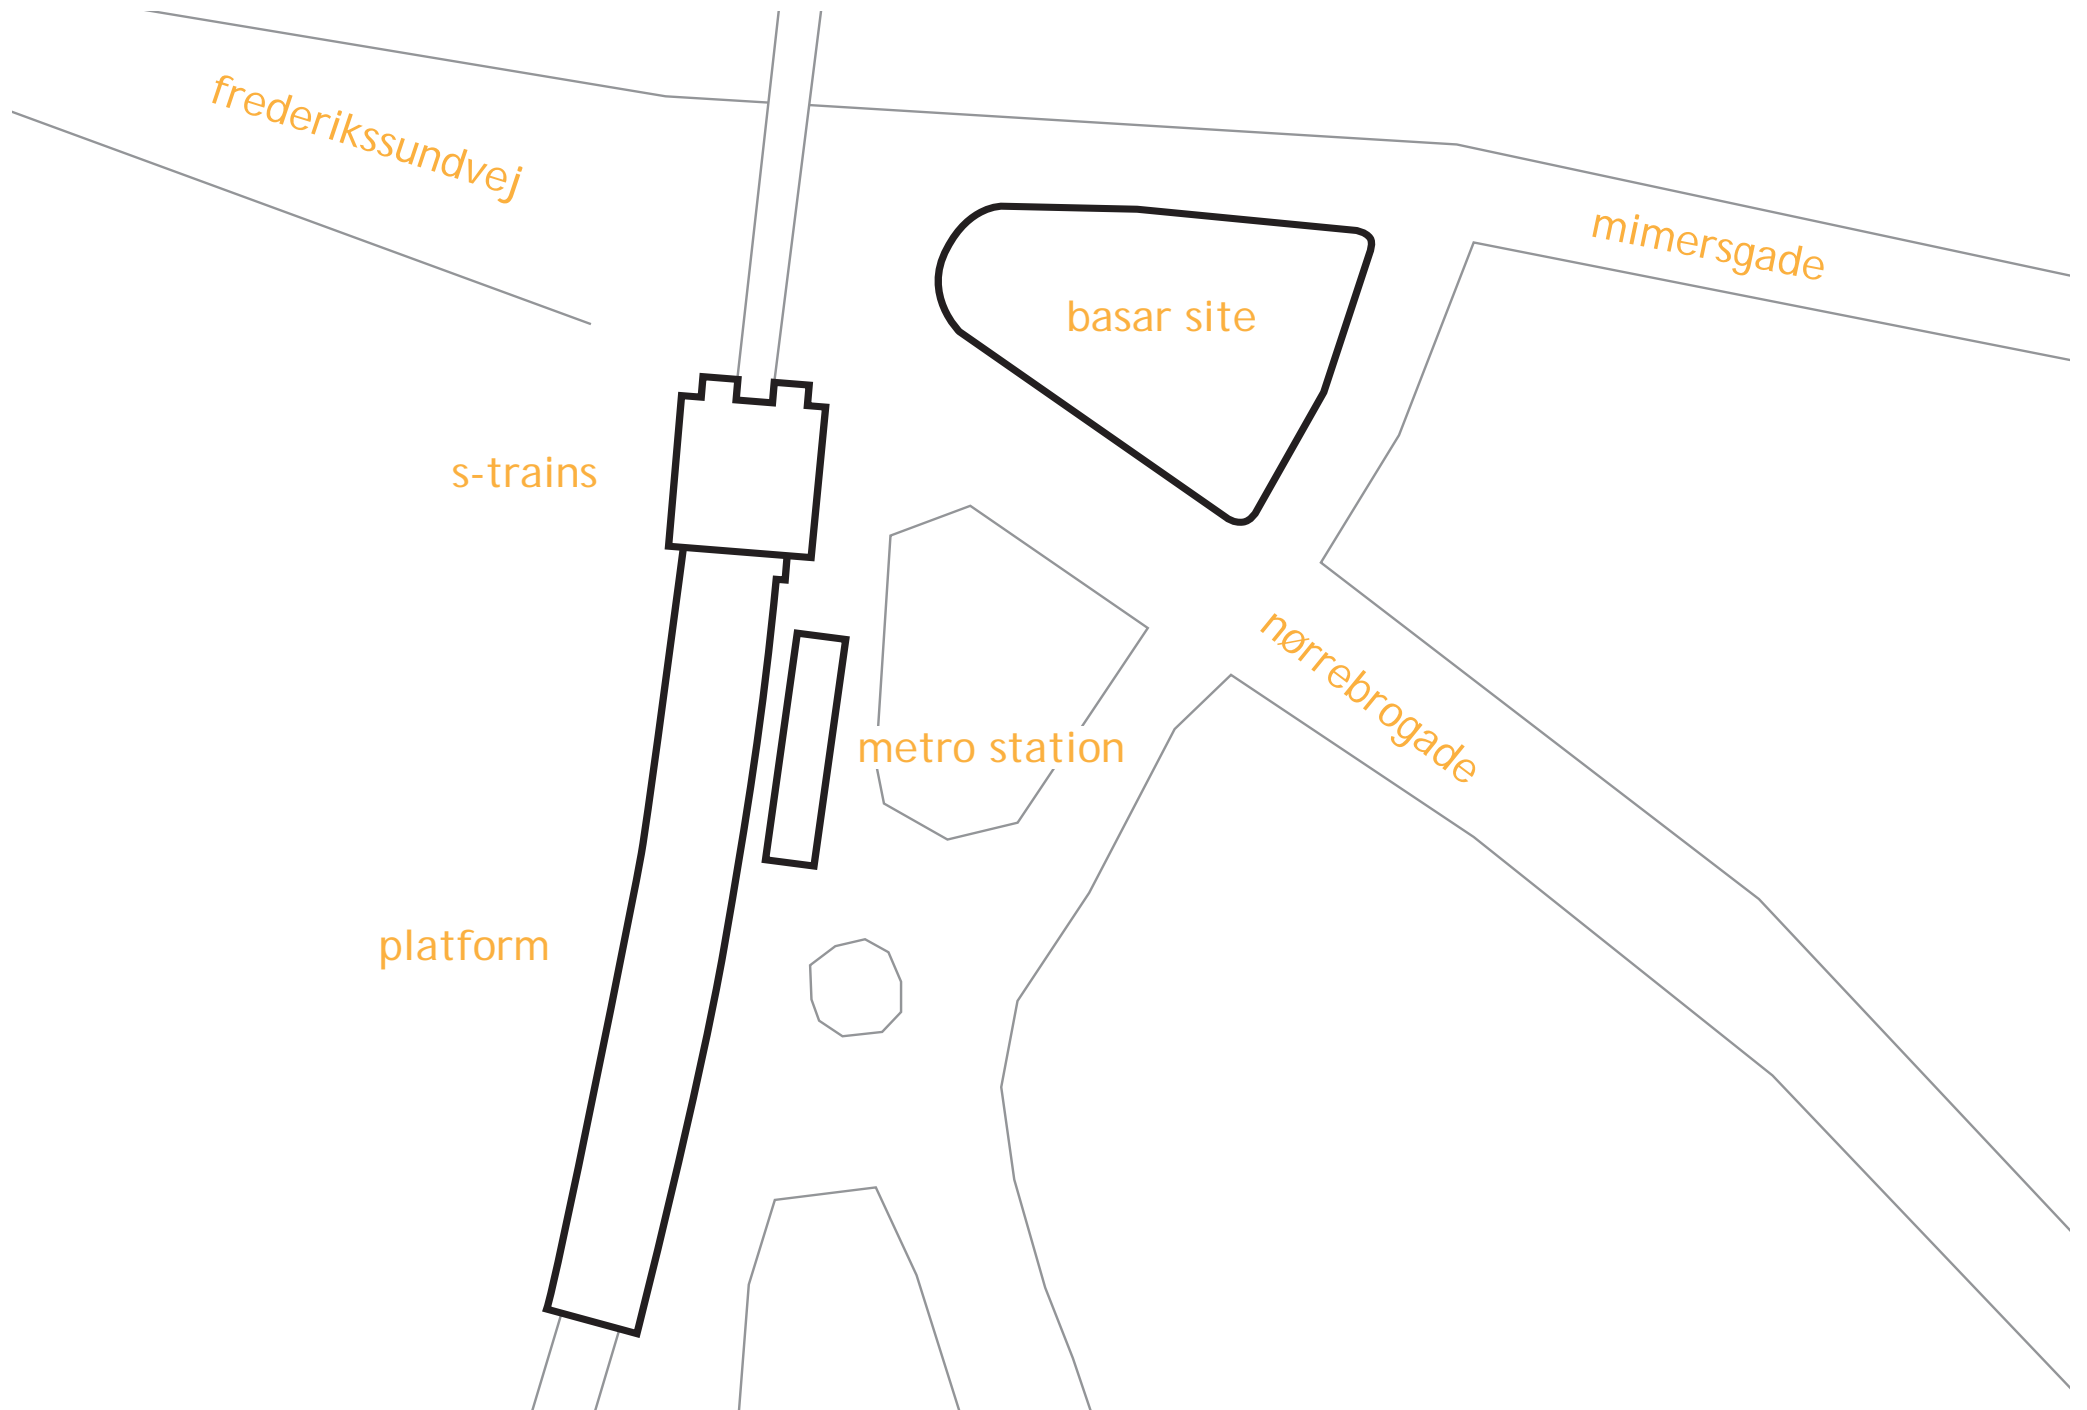 frederikssundvej
mimersgade
basar site
s-trains
nørrebrogade
metro station
platform